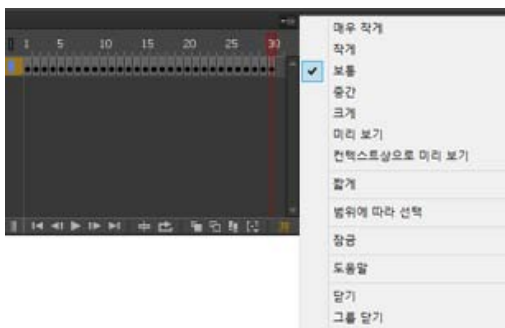 1 5 10 15 20 25 30
매우 작게
작게
보통
중간
크게
미리 보기
컨텍스트상으로 미리 보기
짧게
범위에 따라 선택
잠금
도움말
닫기
그룹 닫기